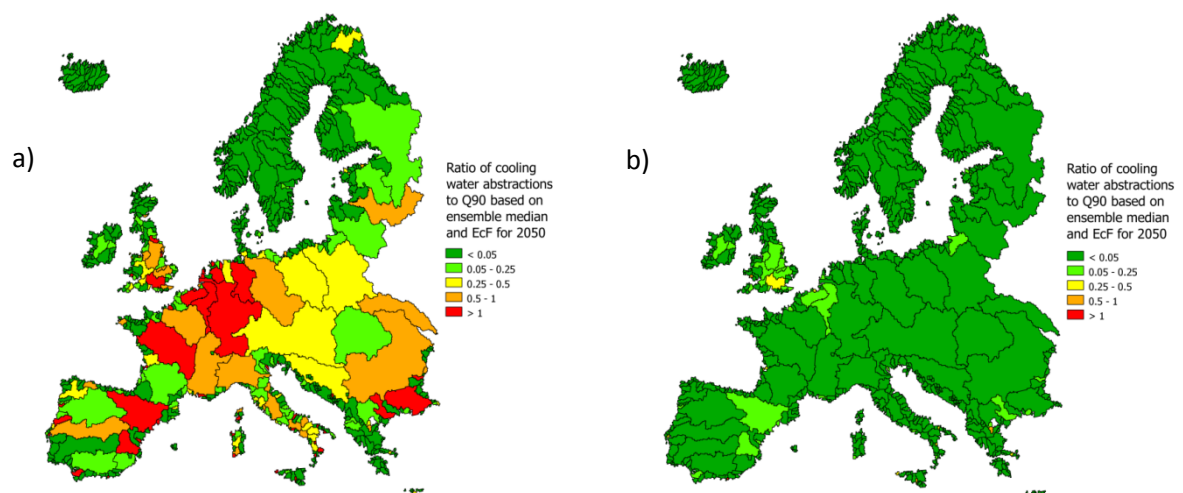 a)
Ratio of cooling
water abstractions
to Q90 based on
ensemble median
and EcF for 2050
< 0.05
0.05 - 0.25
0.25 - 0.5
0.5 - 1
> 1
b)
Ratio of cooling
water abstractions
to Q90 based on
ensemble median
and EcF for 2050
< 0.05
0.05 - 0.25
0.25 - 0.5
0.5 - 1
> 1